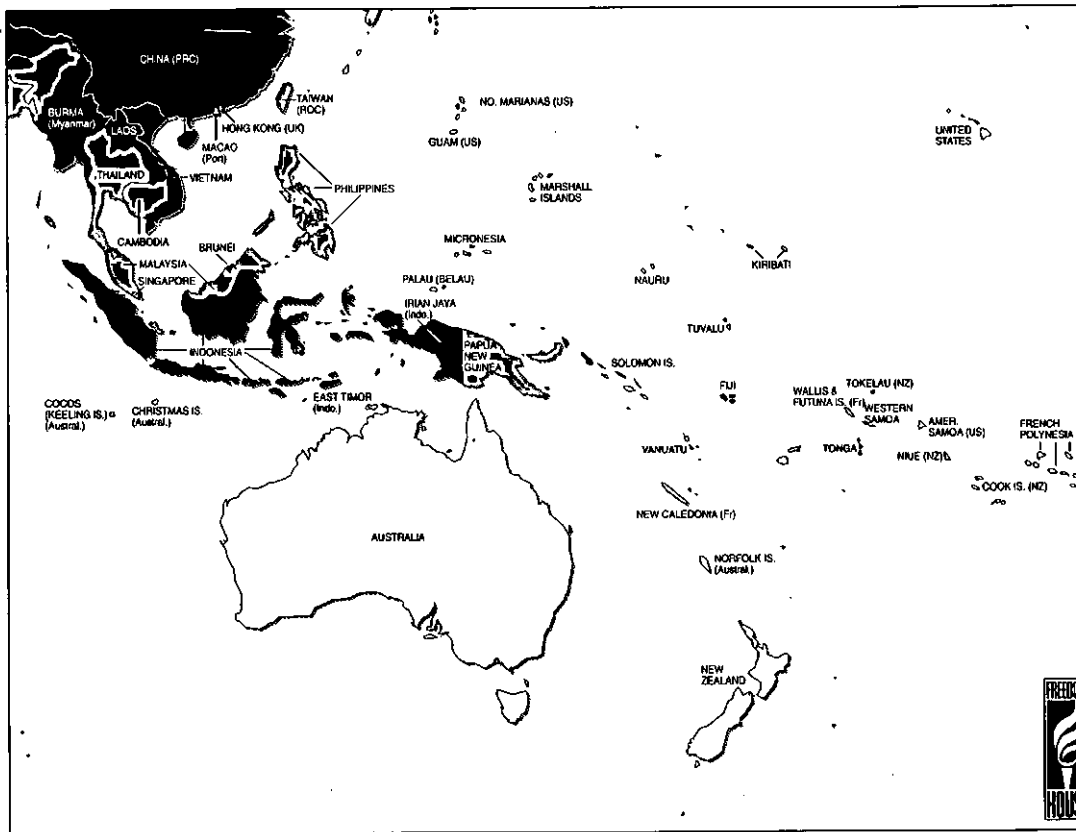 CHINA (PRC)
BURMA
(Myanmar)
LAOS
TAIWAN
(ROC)
HONG KONG (UK)
MACAO
(Port)
THAILAND
VIETNAM
PHILIPPINES
CAMBODIA
BRUNEI
MALAYSIA
SINGAPORE
INDONESIA
NO. MARIANAS (US)
GUAM (US)
UNITED
STATES
MARSHALL
ISLANDS
MICRONESIA
PALAU (BELAU)
IRIAN JAYA
(Indo.)
NAURU
KIRIBATI
PAPUA
NEW
GUINEA
TUVALU
SOLOMON IS.
FIJI
WALLIS &
FUTUNA IS. (Fr)
TOKELAU (NZ)
WESTERN
SAMOA
AMER.
SAMOA (US)
FRENCH
POLYNESIA
COCOS
(KEELING IS.)
(Austral.)
CHRISTMAS IS.
(Austral.)
EAST TIMOR
(Indo.)
VANUATU
TONGA
NIUE (NZ)
COOK IS. (NZ)
NEW CALEDONIA (Fr)
AUSTRALIA
NORFOLK IS.
(Austral.)
NEW
ZEALAND